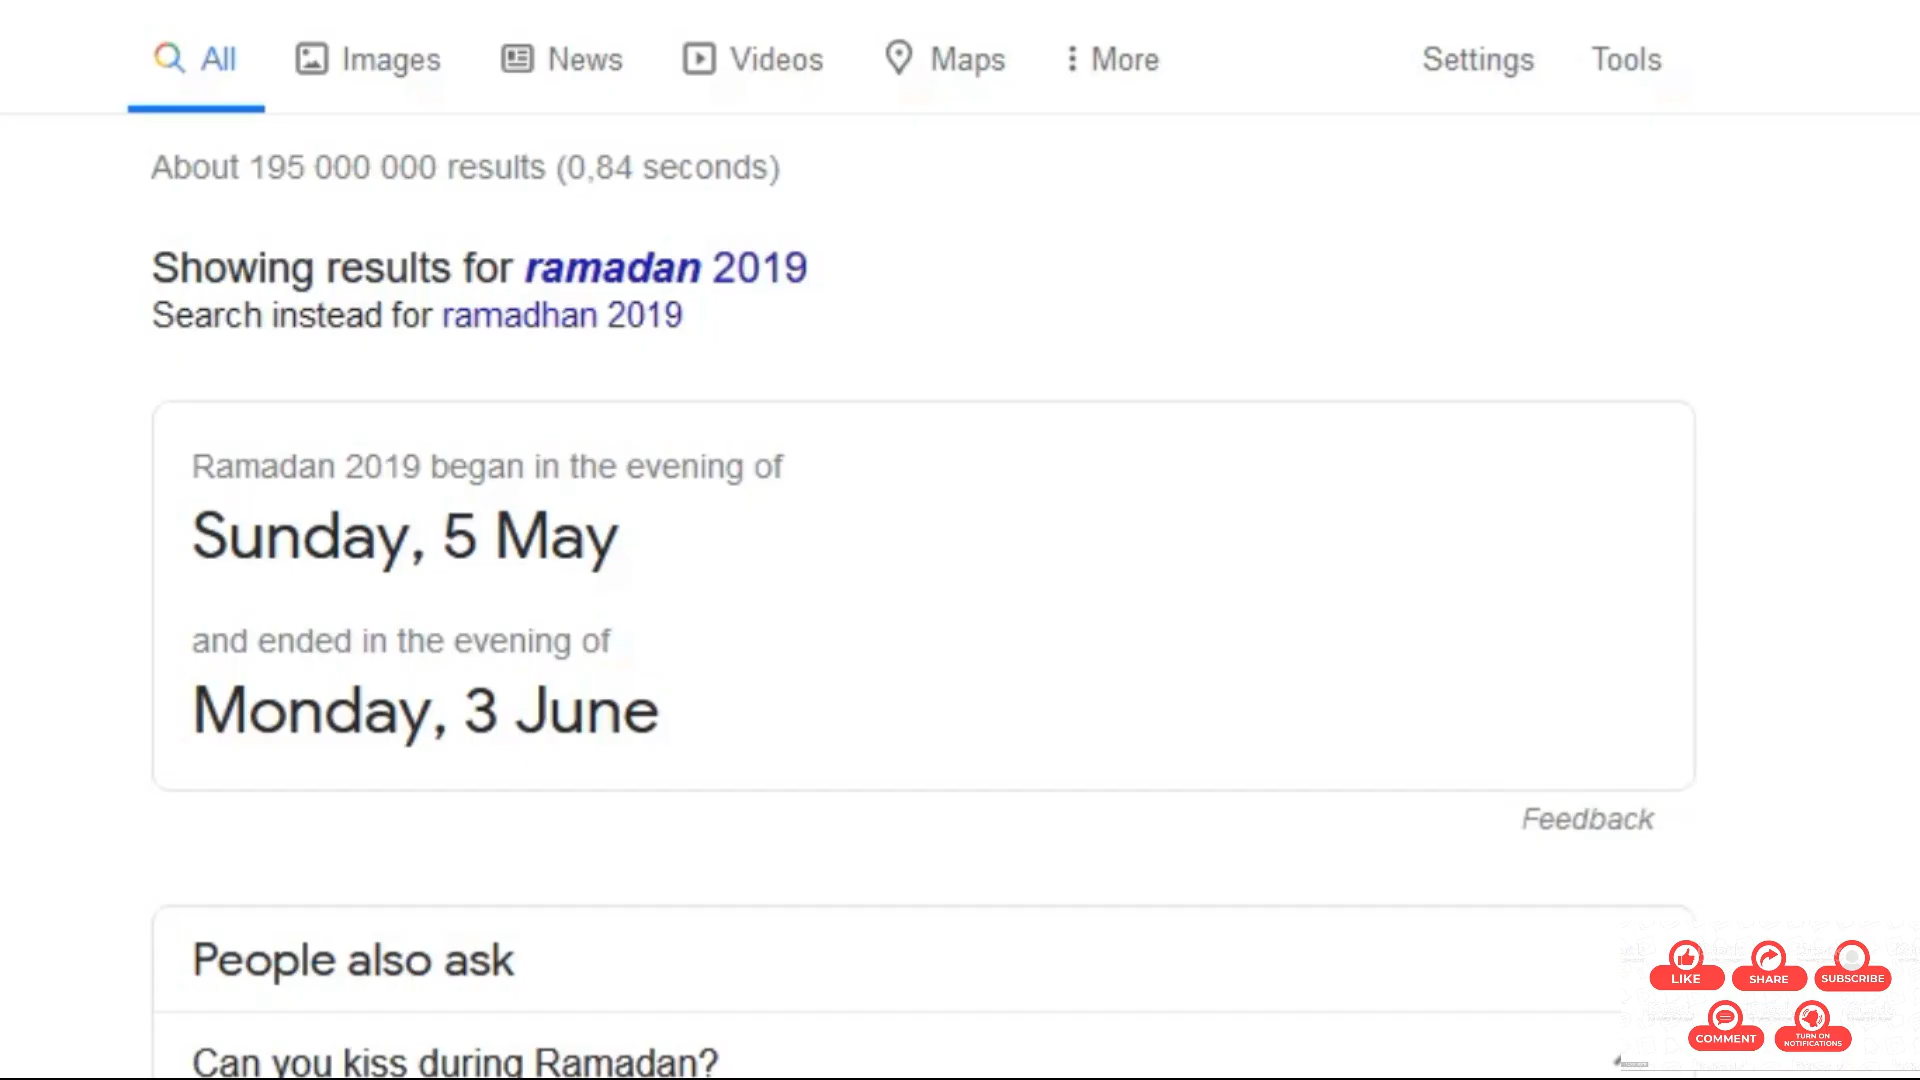 All Images News Videos Maps More Settings Tools
About 195 000 000 results (0,84 seconds)
Showing results for ramadan 2019
Search instead for ramadhan 2019
Ramadan 2019 began in the evening of
Sunday, 5 May
and ended in the evening of
Monday, 3 June
Feedback
People also ask
Can you kiss during Ramadan?
LIKE SHARE SUBSCRIBE
COMMENT TURN ON NOTIFICATIONS